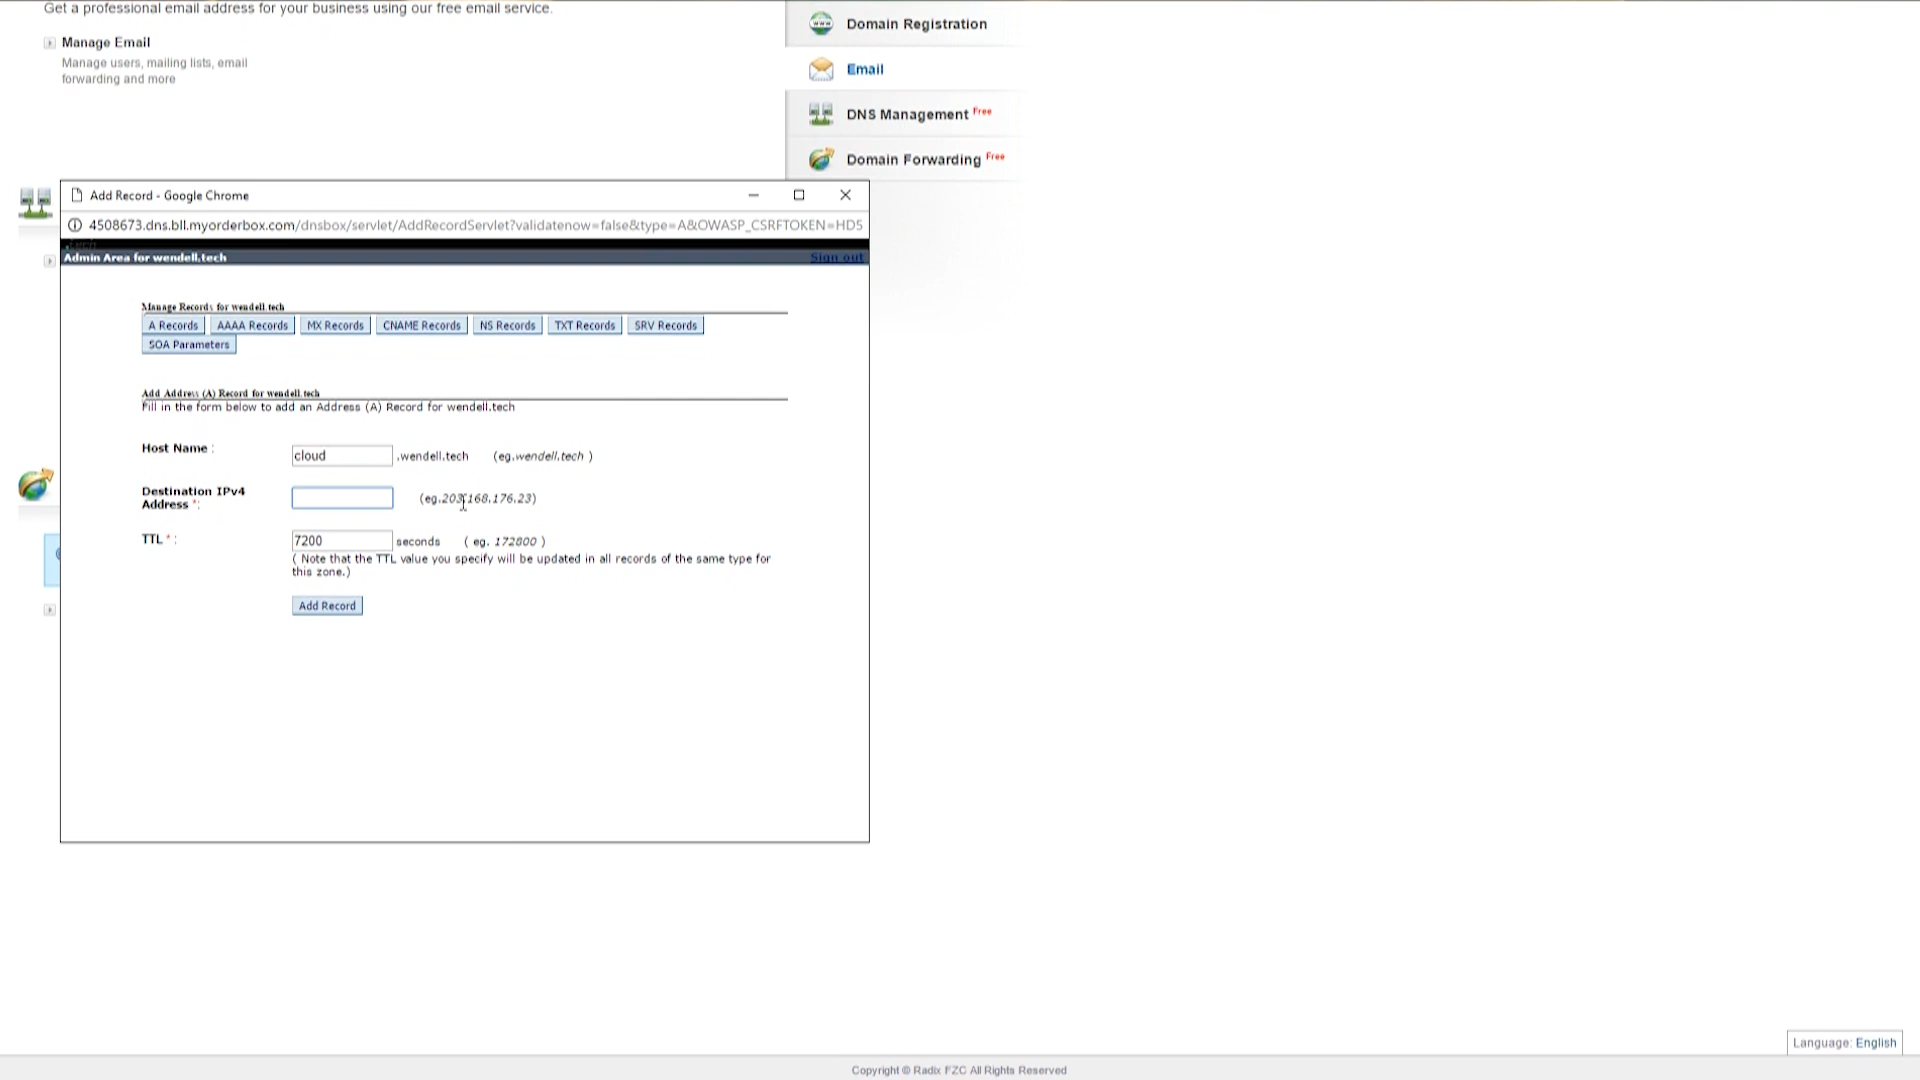 Get a professional email address for your business using our free email service.
Manage Email
Manage users, mailing lists, email
forwarding and more
Domain Registration
Email
DNS Management Free
Domain Forwarding Free
Add Record - Google Chrome
4508673.dns.bll.myorderbox.com/dnsbox/servlet/AddRecordServlet?validatenow=false&type=A&OWASP_CSRFTOKEN=HD5
.tech
Admin Area for wendell.tech
Sign out
Manage Records for wendell.tech
A Records AAAA Records MX Records CNAME Records NS Records TXT Records SRV Records
SOA Parameters
Add Address (A) Record for wendell.tech
Fill in the form below to add an Address (A) Record for wendell.tech
Host Name : cloud .wendell.tech (eg.wendell.tech )
Destination IPv4
Address *: (eg.203.168.176.23)
TTL * : 7200 seconds ( eg. 172800 )
( Note that the TTL value you specify will be updated in all records of the same type for
this zone.)
Add Record
Language: English
Copyright © Radix FZC All Rights Reserved